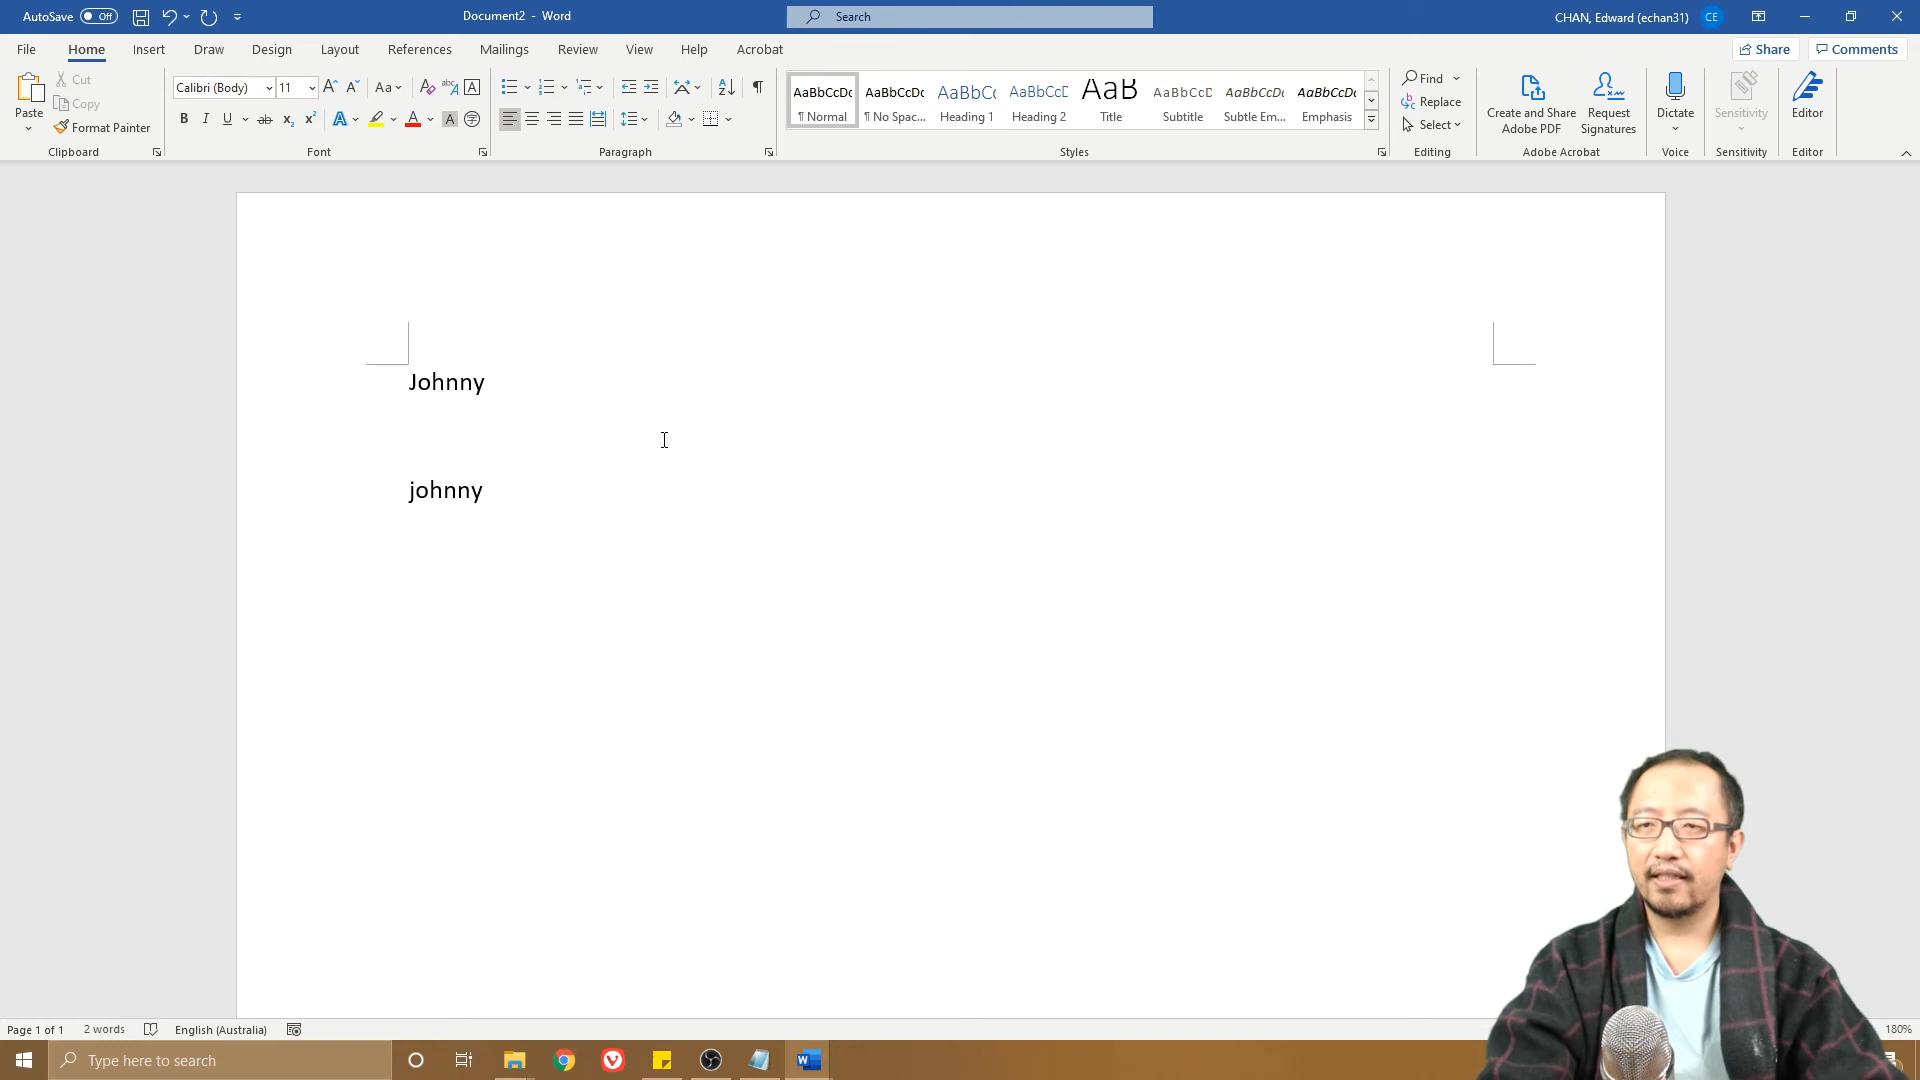 AutoSave Off Document2 - Word Search CHAN, Edward (echan31) CE
File Home Insert Draw Design Layout References Mailings Review View Help Acrobat Share Comments
Paste Cut Copy Format Painter
Calibri (Body) 11 Aa
AaBbCcDc AaBbCcDc AaBbCc AaBbCcC AaB AaBbCcD AaBbCcDc AaBbCcDc
¶ Normal ¶ No Spac... Heading 1 Heading 2 Title Subtitle Subtle Em... Emphasis
Find Replace Select
Create and Share Adobe PDF Request Signatures
Dictate Sensitivity Editor
Clipboard Font Paragraph Styles Editing Adobe Acrobat Voice Sensitivity Editor
Johnny
johnny
Page 1 of 1 2 words English (Australia) 180%
Type here to search